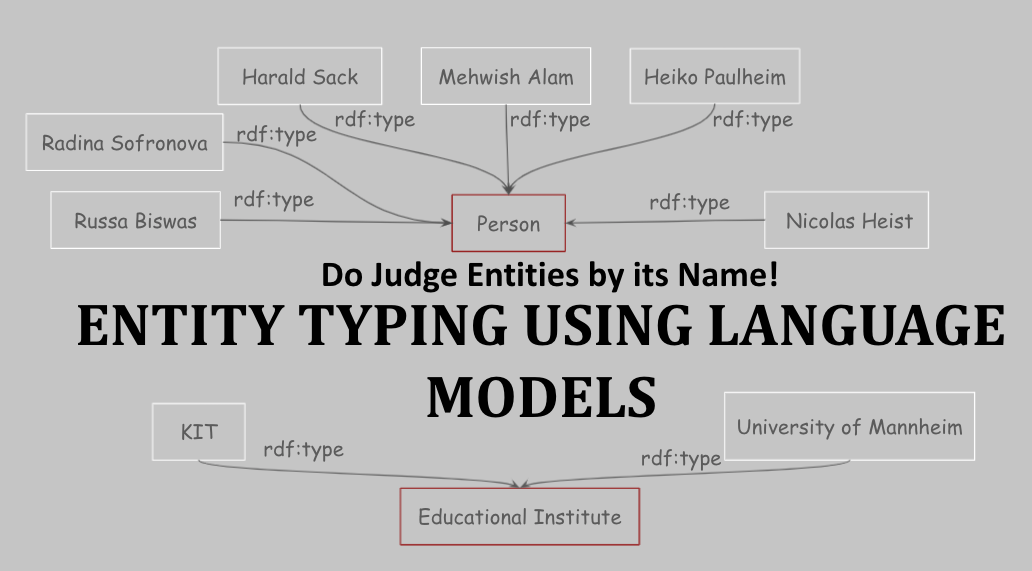 Harald Sack
Mehwish Alam
Heiko Paulheim
rdf:type
rdf:type
rdf:type
Radina Sofronova
rdf:type
Russa Biswas
rdf:type
Person
rdf:type
Nicolas Heist
Do Judge Entities by its Name!
ENTITY TYPING USING LANGUAGE
MODELS
KIT
University of Mannheim
rdf:type
rdf:type
Educational Institute